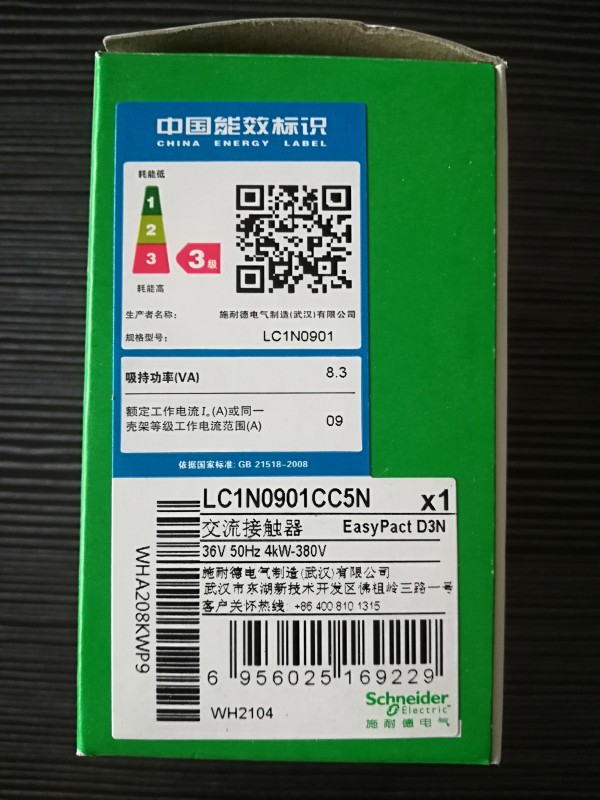 中国能效标识
CHINA ENERGY LABEL
耗能低
1
2
3
3级
耗能高
生产者名称: 施耐德电气制造(武汉)有限公司
规格型号: LC1N0901
吸持功率(VA) 8.3
额定工作电流Iₑ(A)或同一
壳架等级工作电流范围(A) 09
依据国家标准: GB 21518-2008
LC1N0901CC5N x1
交流接触器 EasyPact D3N
36V 50Hz 4kW-380V
施耐德电气制造(武汉)有限公司
武汉市东湖新技术开发区佛祖岭三路一号
客户关怀热线: +86 400 810 1315
WHA208KWP9
6 956025 169229
WH2104
Schneider
Electric
施耐德电气